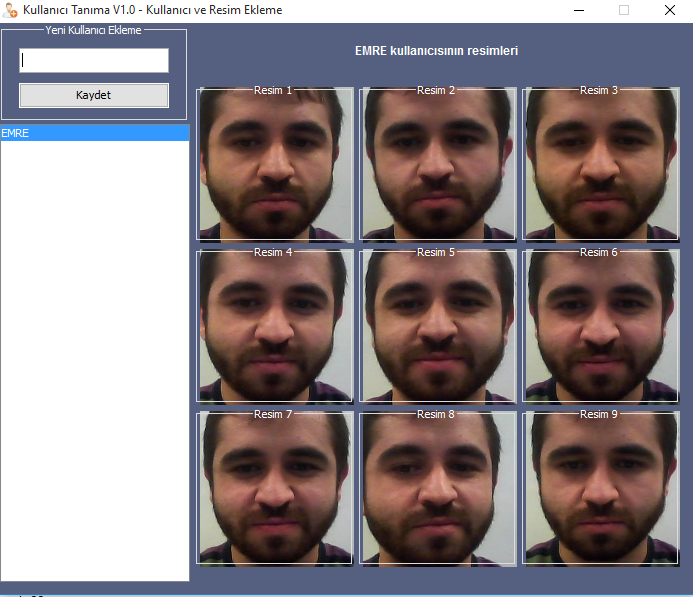 Kullanıcı Tanıma V1.0 - Kullanıcı ve Resim Ekleme
Yeni Kullanıcı Ekleme
Kaydet
EMRE
EMRE kullanıcısının resimleri
Resim 1
Resim 2
Resim 3
Resim 4
Resim 5
Resim 6
Resim 7
Resim 8
Resim 9